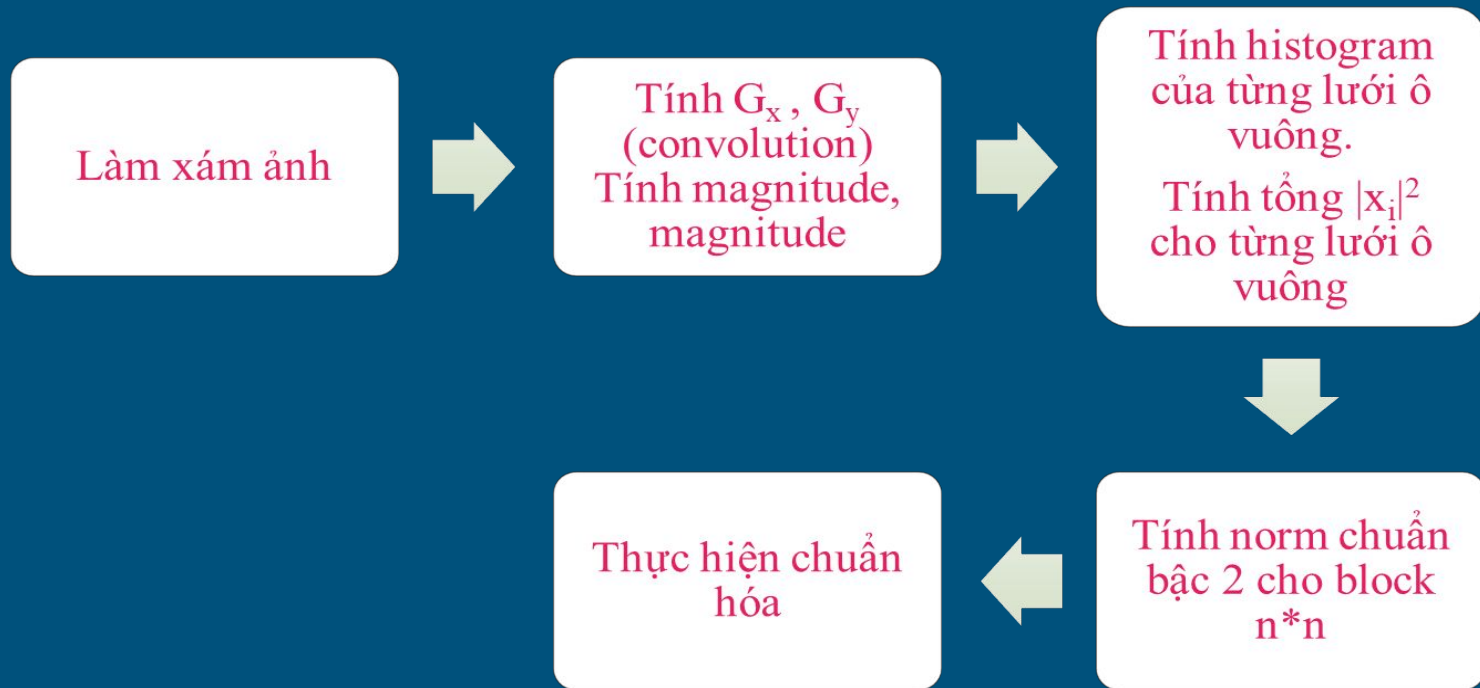 Làm xám ảnh
Tính Gₓ , Gᵧ
(convolution)
Tính magnitude,
magnitude
Tính histogram
của từng lưới ô
vuông.
Tính tổng |xᵢ|²
cho từng lưới ô
vuông
Tính norm chuẩn
bậc 2 cho block
n*n
Thực hiện chuẩn
hóa